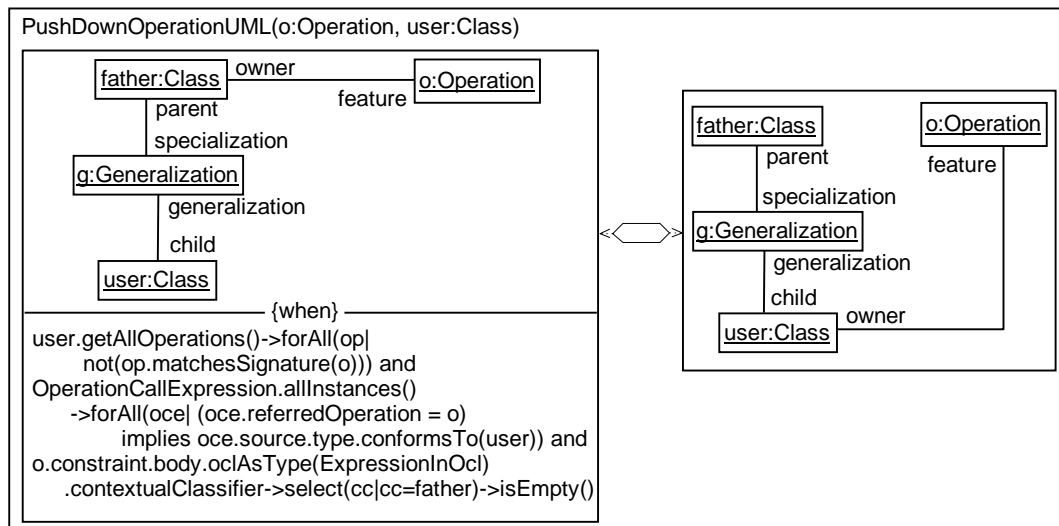 PushDownOperationUML(o:Operation, user:Class)
father:Class
owner
o:Operation
feature
parent
specialization
g:Generalization
generalization
child
user:Class
{when}
user.getAllOperations()->forAll(op|
not(op.matchesSignature(o))) and
OperationCallExpression.allInstances()
->forAll(oce| (oce.referredOperation = o)
implies oce.source.type.conformsTo(user)) and
o.constraint.body.oclAsType(ExpressionInOcl)
.contextualClassifier->select(cc|cc=father)->isEmpty()
father:Class
o:Operation
parent
feature
specialization
g:Generalization
generalization
child
owner
user:Class